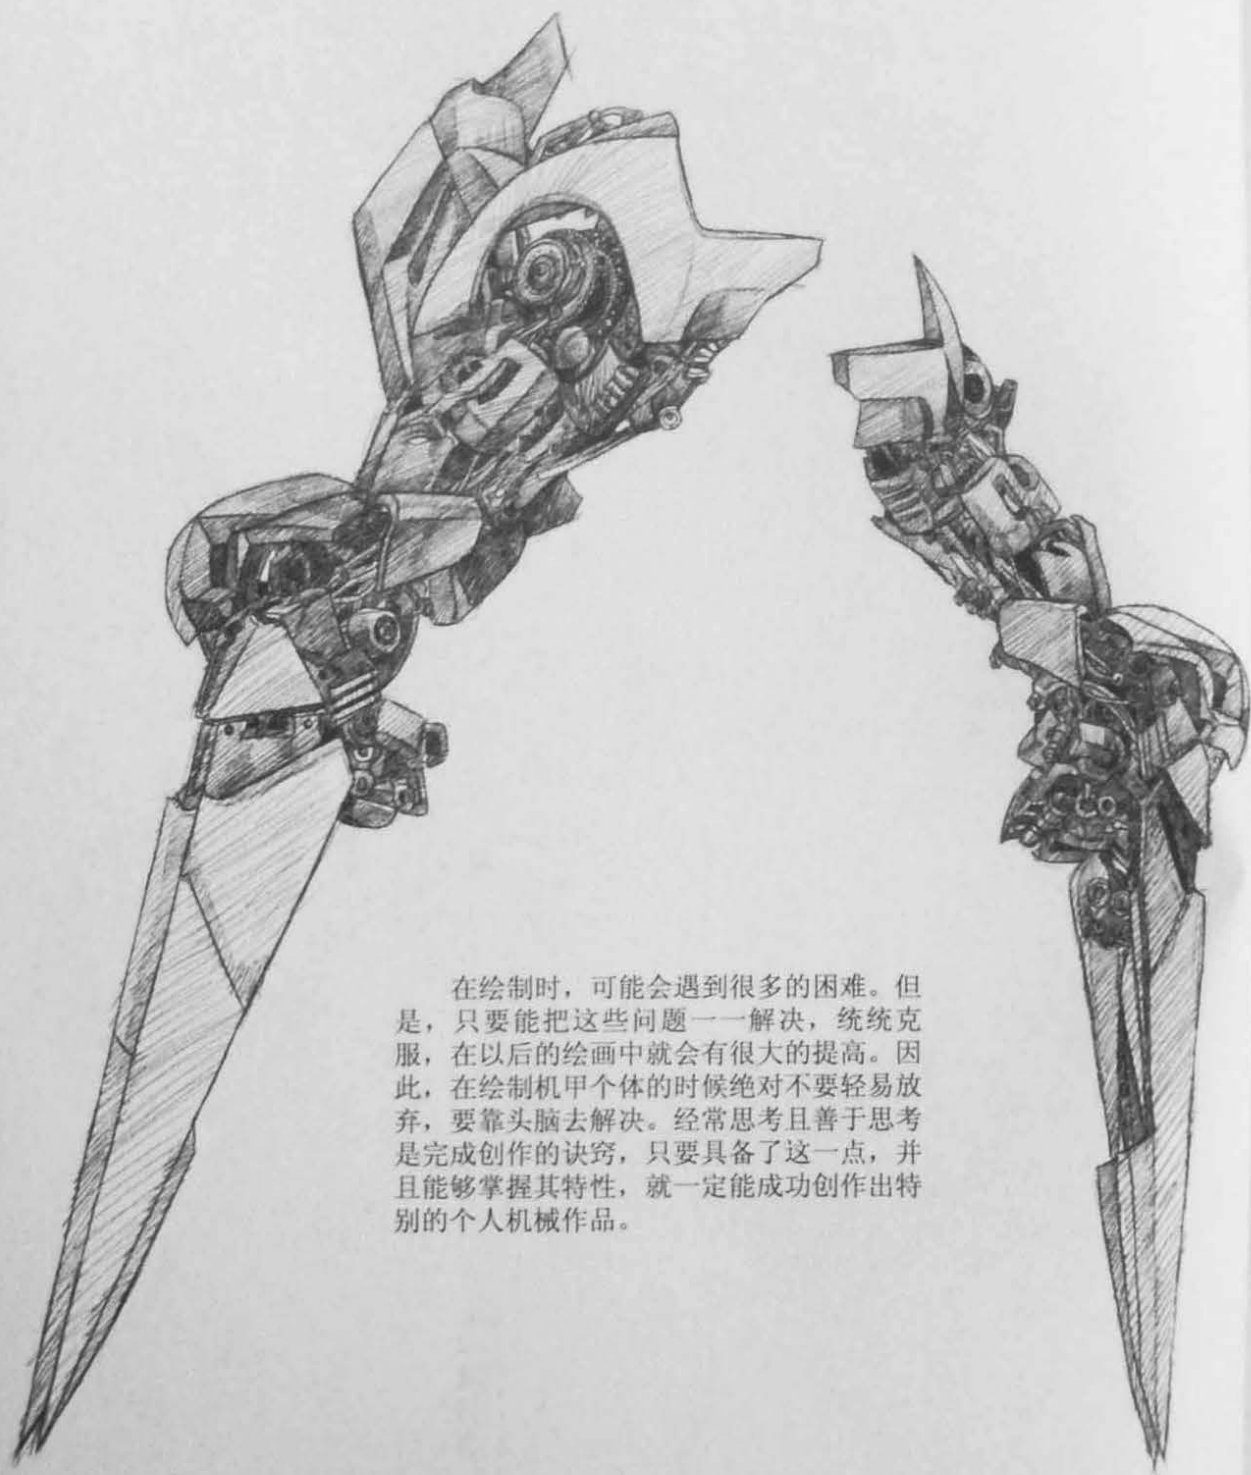 在绘制时，可能会遇到很多的困难。但
是，只要能把这些问题一一解决，统统克
服，在以后的绘画中就会有很大的提高。因
此，在绘制机甲个体的时候绝对不要轻易放
弃，要靠头脑去解决。经常思考且善于思考
是完成创作的诀窍，只要具备了这一点，并
且能够掌握其特性，就一定能成功创作出特
别的个人机械作品。